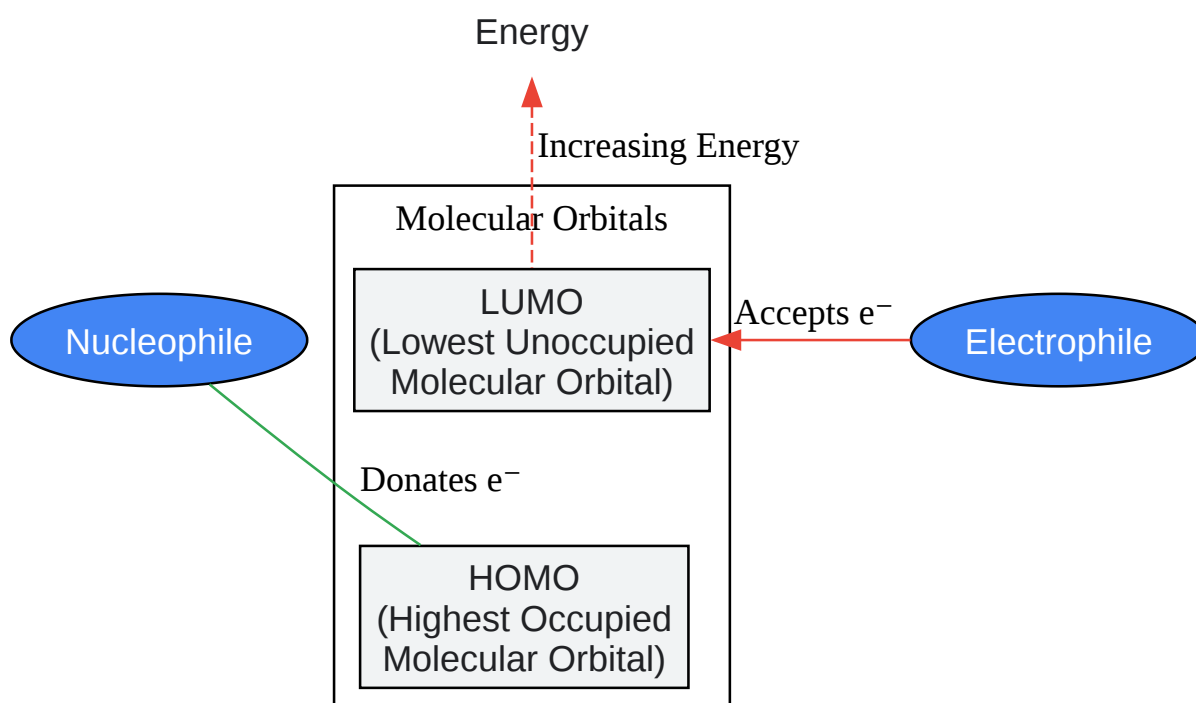 Energy
Increasing Energy
Molecular Orbitals
LUMO
(Lowest Unoccupied
Molecular Orbital)
Accepts e⁻
Nucleophile
Electrophile
Donates e⁻
HOMO
(Highest Occupied
Molecular Orbital)